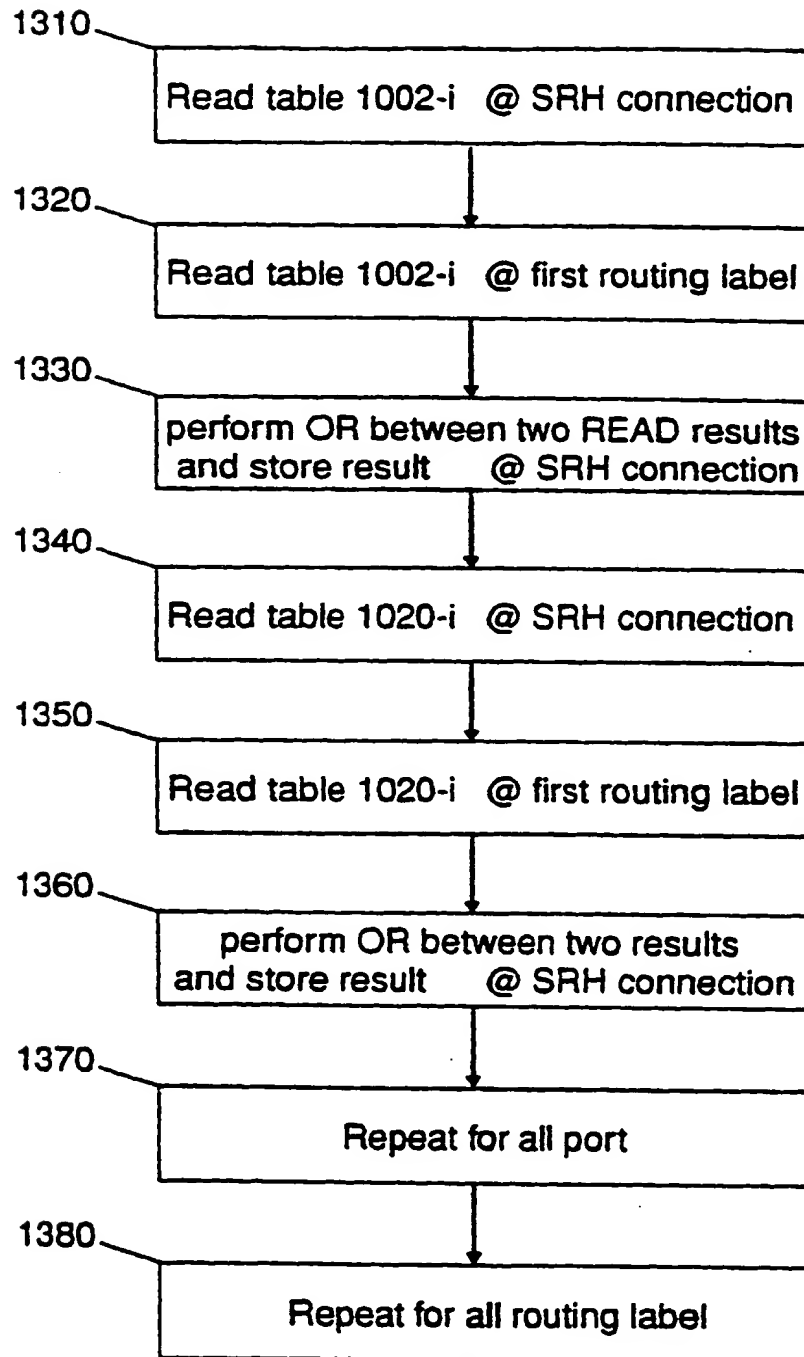 1310
Read table 1002-i @ SRH connection
1320
Read table 1002-i @ first routing label
1330
perform OR between two READ results
and store result @ SRH connection
1340
Read table 1020-i @ SRH connection
1350
Read table 1020-i @ first routing label
1360
perform OR between two results
and store result @ SRH connection
1370
Repeat for all port
1380
Repeat for all routing label